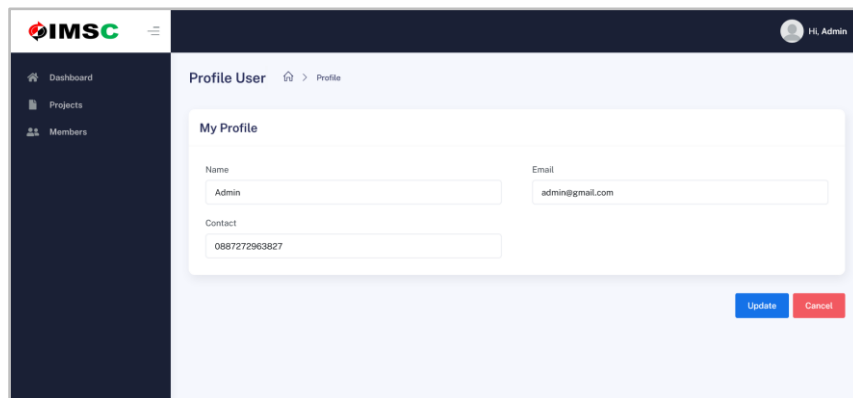 IMSC
Hi, Admin
Dashboard
Projects
Members
Profile User > Profile
My Profile
Name
Email
Admin
admin@gmail.com
Contact
0887272963827
Update
Cancel